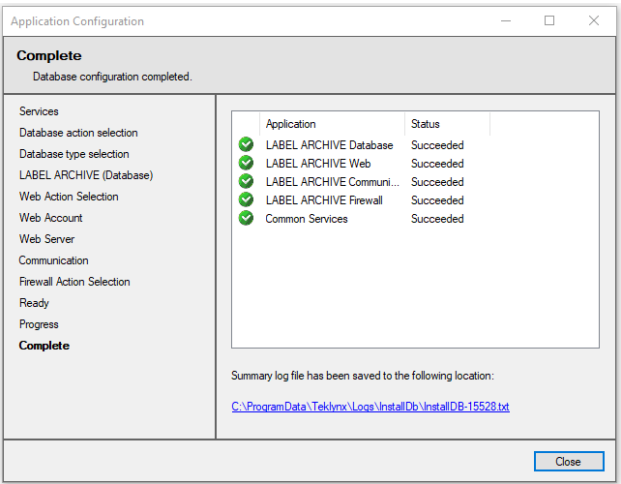 Application Configuration
Complete
Database configuration completed.
Services
Database action selection
Database type selection
LABEL ARCHIVE (Database)
Web Action Selection
Web Account
Web Server
Communication
Firewall Action Selection
Ready
Progress
Complete
Application Status
LABEL ARCHIVE Database Succeeded
LABEL ARCHIVE Web Succeeded
LABEL ARCHIVE Communi... Succeeded
LABEL ARCHIVE Firewall Succeeded
Common Services Succeeded
Summary log file has been saved to the following location:
C:\ProgramData\Teklynx\Logs\InstallDb\InstallDB-15528.txt
Close